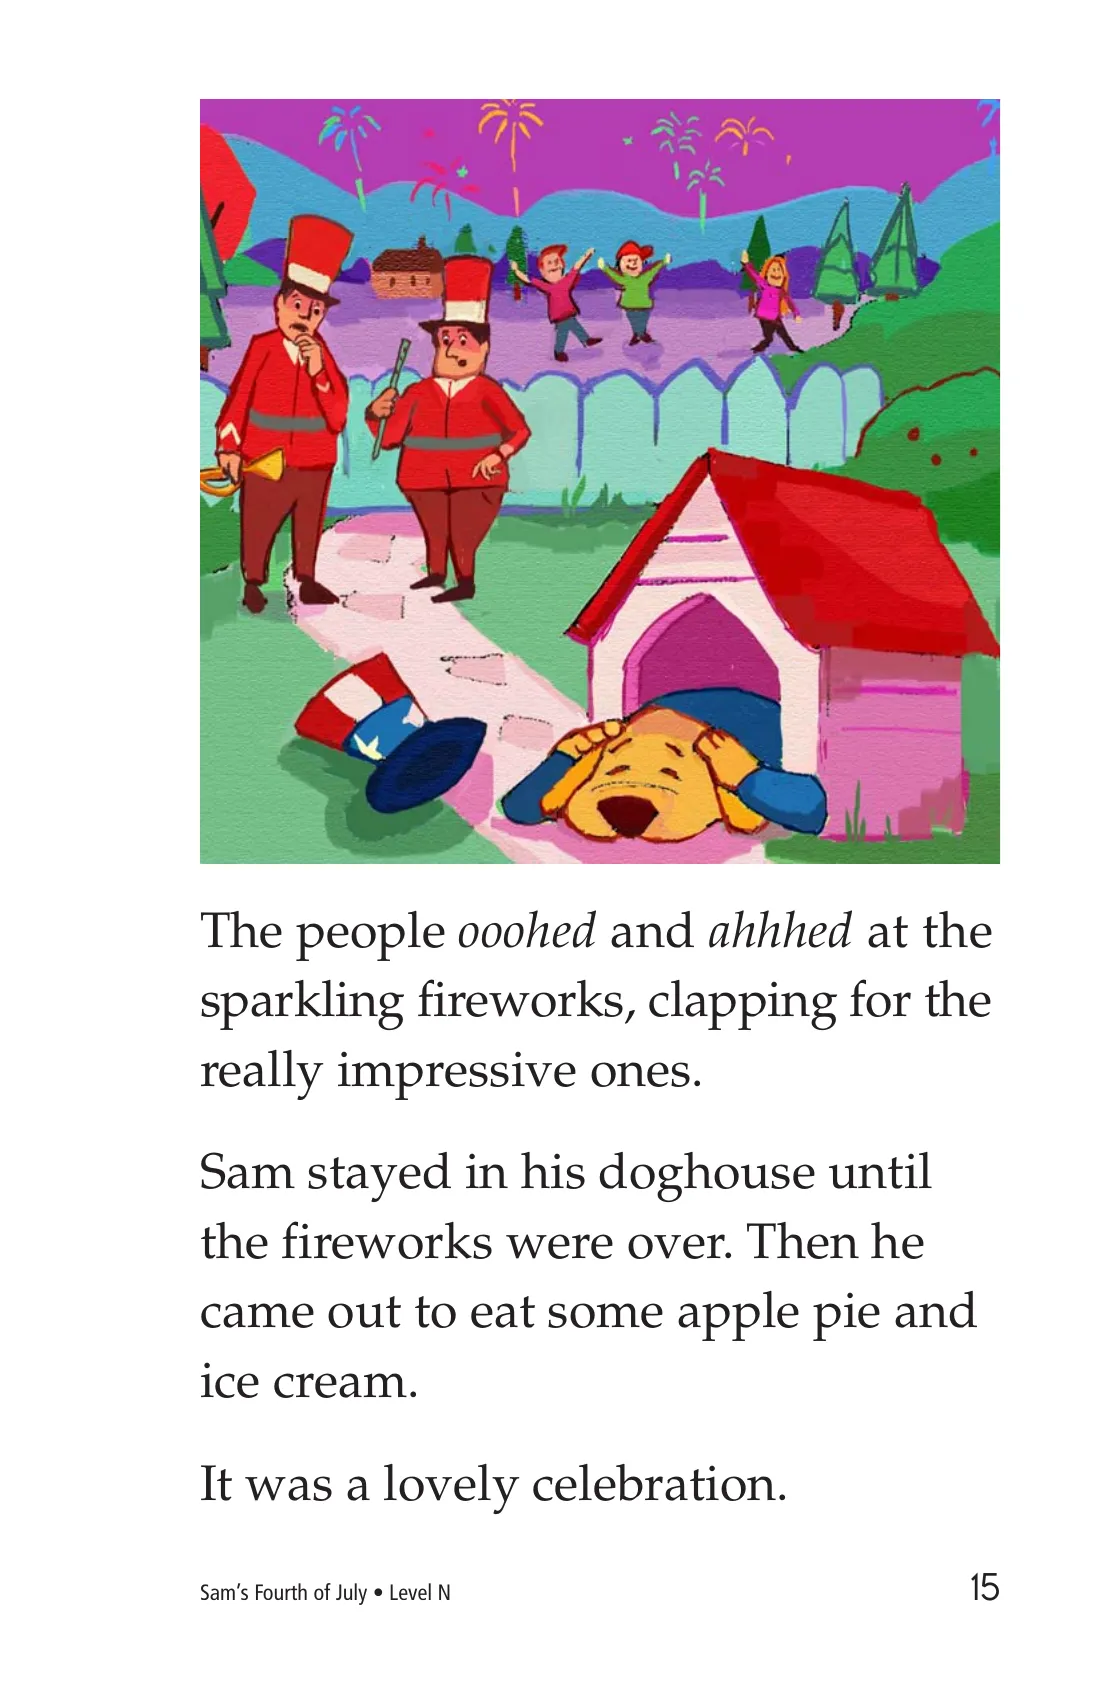 The people ooohed and ahhhed at the
sparkling fireworks, clapping for the
really impressive ones.
Sam stayed in his doghouse until
the fireworks were over. Then he
came out to eat some apple pie and
ice cream.
It was a lovely celebration.
Sam's Fourth of July • Level N
15